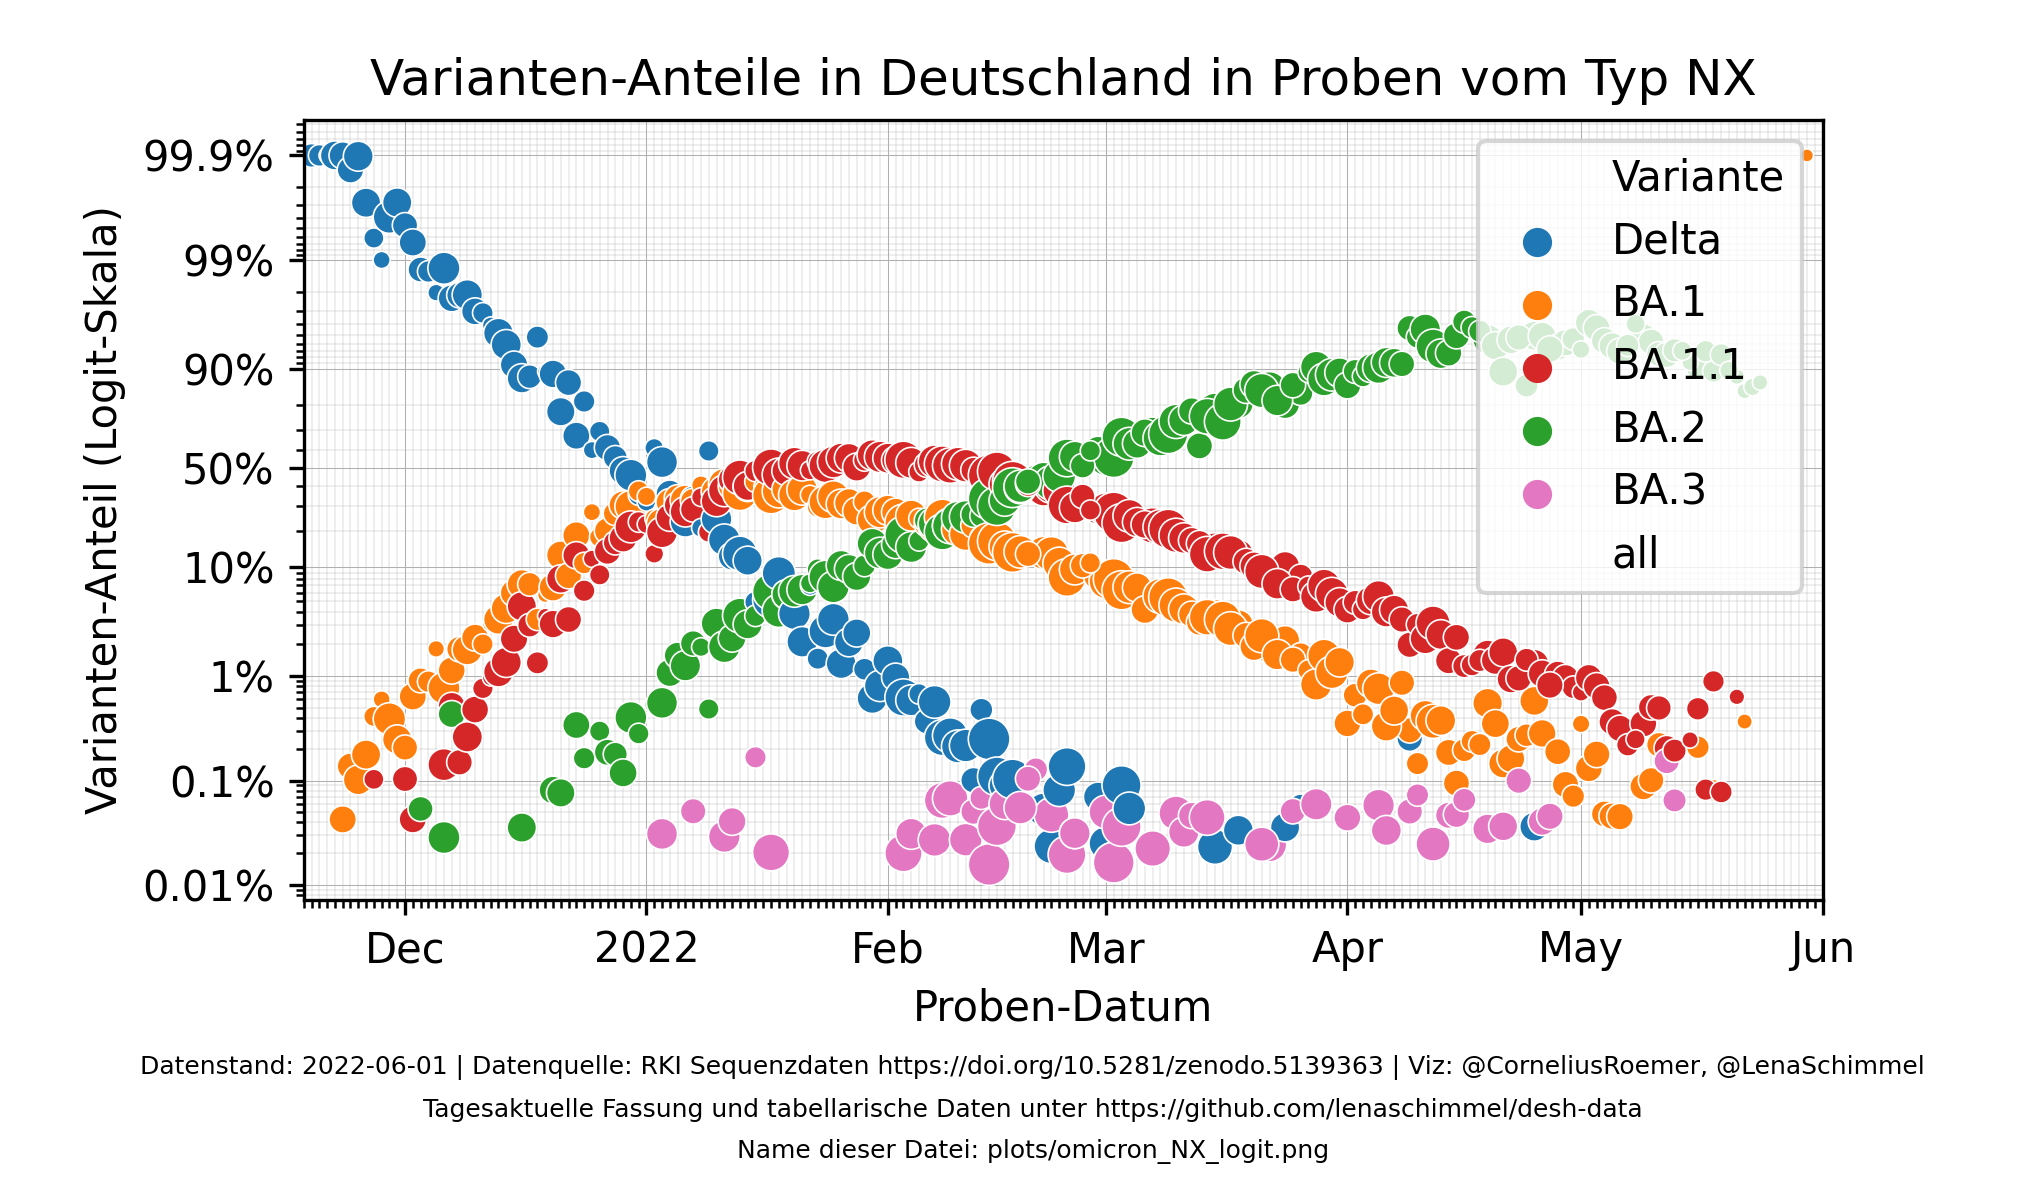 Varianten-Anteile in Deutschland in Proben vom Typ NX
Varianten-Anteil (Logit-Skala)
99.9%
99%
90%
50%
10%
1%
0.1%
0.01%
Variante
Delta
BA.1
BA.1.1
BA.2
BA.3
all
Dec
2022
Feb
Mar
Apr
May
Jun
Proben-Datum
Datenstand: 2022-06-01 | Datenquelle: RKI Sequenzdaten https://doi.org/10.5281/zenodo.5139363 | Viz: @CorneliusRoemer, @LenaSchimmel
Tagesaktuelle Fassung und tabellarische Daten unter https://github.com/lenaschimmel/desh-data
Name dieser Datei: plots/omicron_NX_logit.png